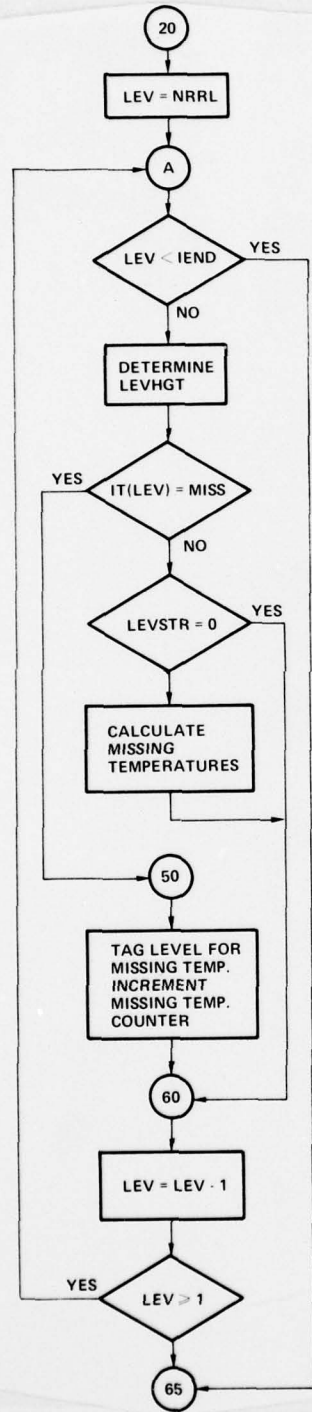 20
LEV = NRRL
A
LEV < IEND
YES
NO
DETERMINE
LEVHGT
YES
IT(LEV) = MISS
NO
LEVSTR = 0
YES
CALCULATE
MISSING
TEMPERATURES
50
TAG LEVEL FOR
MISSING TEMP.
INCREMENT
MISSING TEMP.
COUNTER
60
LEV = LEV - 1
YES
LEV ≥ 1
65